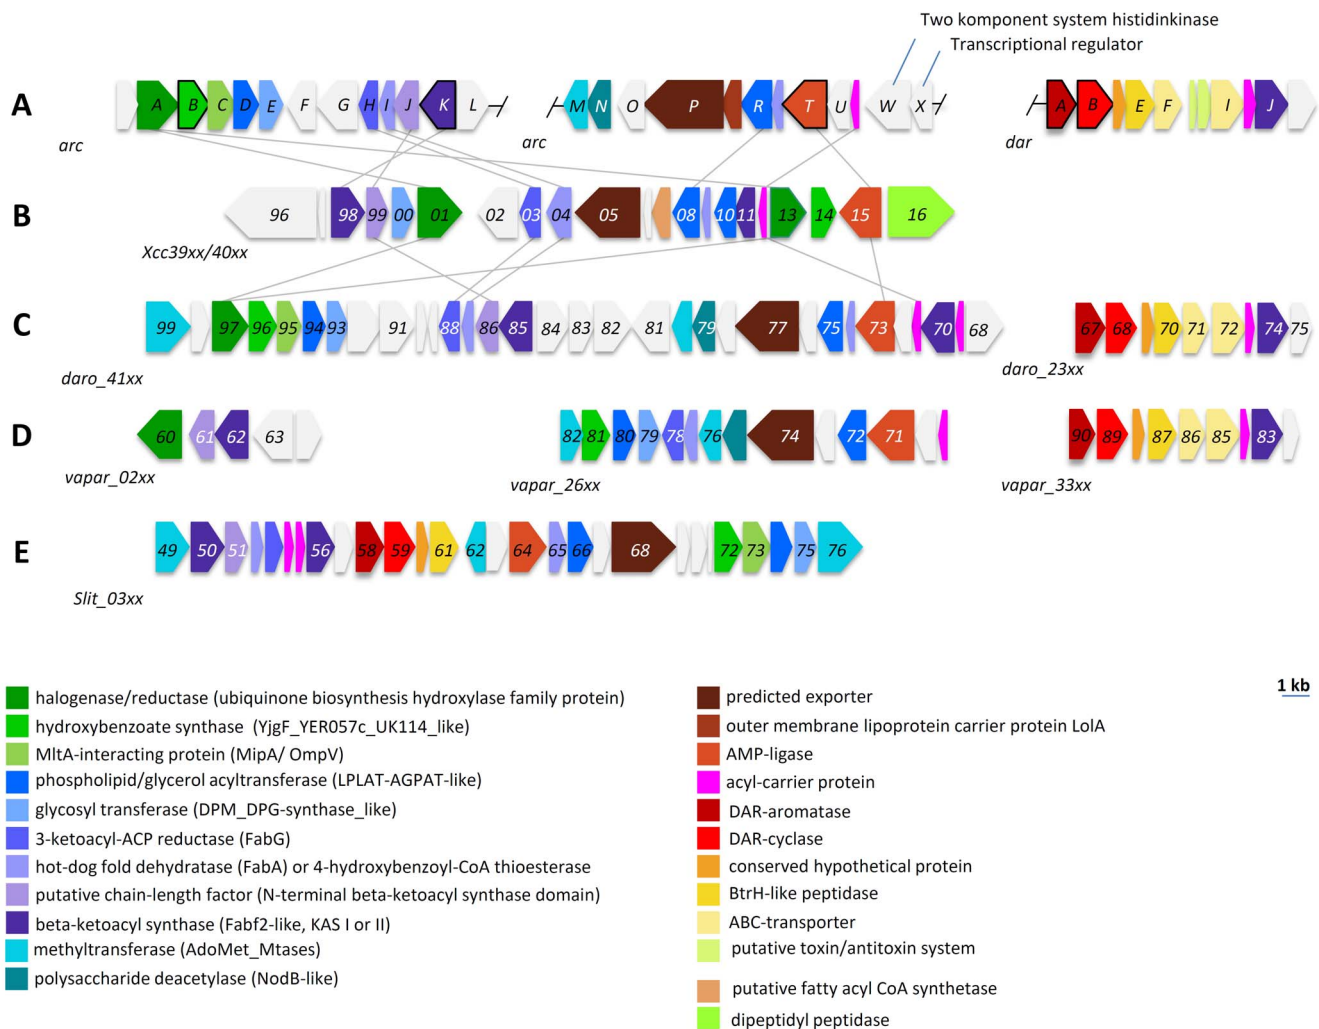 Two komponent system histidinkinase
Transcriptional regulator
A
A B C D E F G H I J K L
M N O P R T U W X
A B E F I J
arc
arc
dar
B
96 98 99 00 01 02 03 04 05 08 10 11 13 14 15 16
Xcc39xx/40xx
C
99 97 96 95 94 93 91 88 86 85 84 83 82 81 79 77 75 73 70 68
67 68 70 71 72 74 75
daro_41xx
daro_23xx
D
60 61 62 63
82 81 80 79 78 76 74 72 71
90 89 87 86 85 83
vapar_02xx
vapar_26xx
vapar_33xx
E
49 50 51 56 58 59 61 62 64 65 66 68 72 73 75 76
Slit_03xx
1 kb
halogenase/reductase (ubiquinone biosynthesis hydroxylase family protein)
hydroxybenzoate synthase (YjgF_YER057c_UK114_like)
MltA-interacting protein (MipA/ OmpV)
phospholipid/glycerol acyltransferase (LPLAT-AGPAT-like)
glycosyl transferase (DPM_DPG-synthase_like)
3-ketoacyl-ACP reductase (FabG)
hot-dog fold dehydratase (FabA) or 4-hydroxybenzoyl-CoA thioesterase
putative chain-length factor (N-terminal beta-ketoacyl synthase domain)
beta-ketoacyl synthase (Fabf2-like, KAS I or II)
methyltransferase (AdoMet_Mtases)
polysaccharide deacetylase (NodB-like)
predicted exporter
outer membrane lipoprotein carrier protein LolA
AMP-ligase
acyl-carrier protein
DAR-aromatase
DAR-cyclase
conserved hypothetical protein
BtrH-like peptidase
ABC-transporter
putative toxin/antitoxin system
putative fatty acyl CoA synthetase
dipeptidyl peptidase